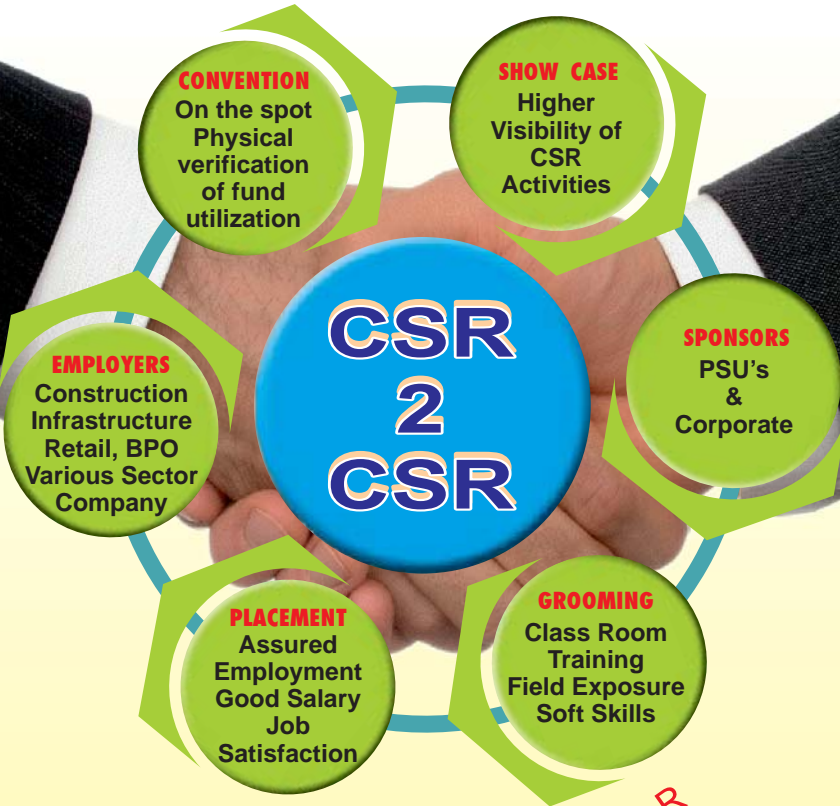 CONVENTION
On the spot
Physical
verification
of fund
utilization
SHOW CASE
Higher
Visibility of
CSR
Activities
SPONSORS
PSU's
&
Corporate
GROOMING
Class Room
Training
Field Exposure
Soft Skills
PLACEMENT
Assured
Employment
Good Salary
Job
Satisfaction
EMPLOYERS
Construction
Infrastructure
Retail, BPO
Various Sector
Company
CSR
2
CSR
R